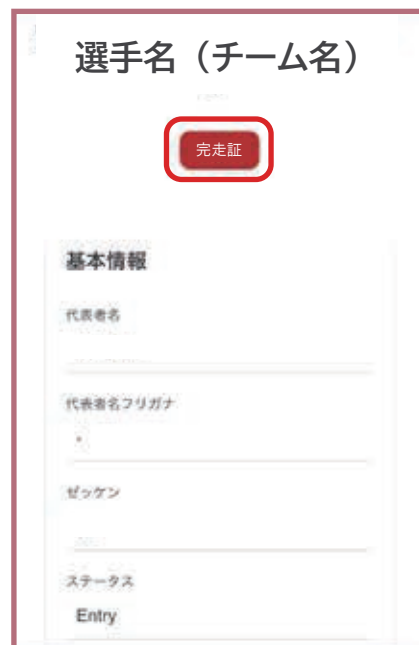 選手名（チーム名）
完走証
基本情報
代表者名
代表者名フリガナ
ゼッケン
ステータス
Entry